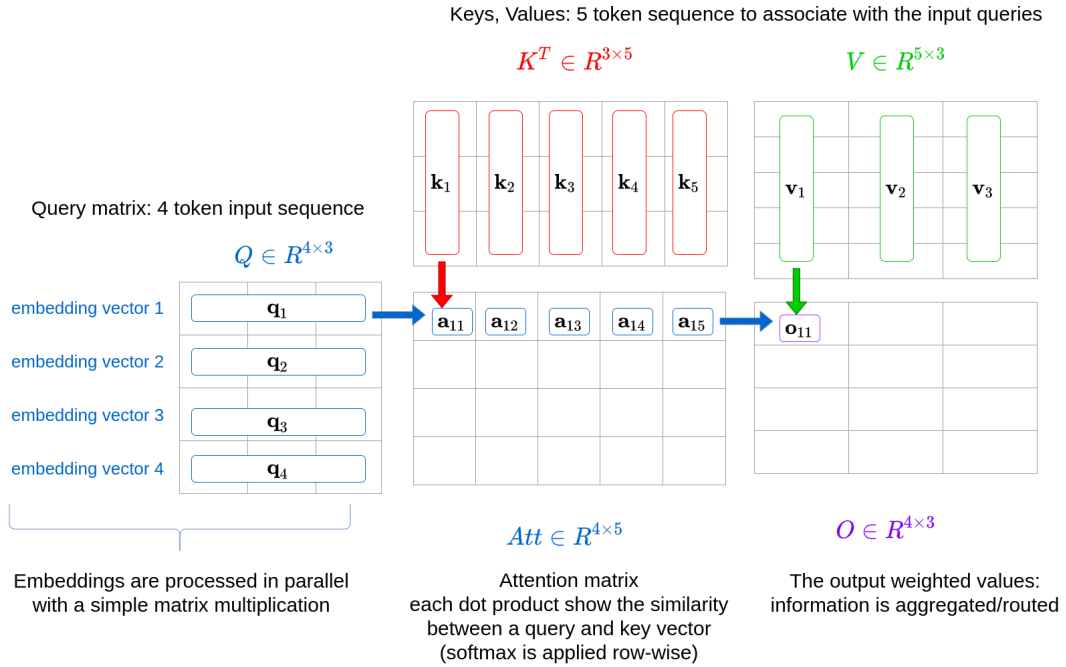 Keys, Values: 5 token sequence to associate with the input queries
K^T ∈ R^{3×5}
V ∈ R^{5×3}
k₁ k₂ k₃ k₄ k₅
v₁ v₂ v₃
Query matrix: 4 token input sequence
Q ∈ R^{4×3}
embedding vector 1
q₁
a₁₁ a₁₂ a₁₃ a₁₄ a₁₅
o₁₁
embedding vector 2
q₂
embedding vector 3
q₃
embedding vector 4
q₄
Att ∈ R^{4×5}
O ∈ R^{4×3}
Embeddings are processed in parallel
with a simple matrix multiplication
Attention matrix
each dot product show the similarity
between a query and key vector
(softmax is applied row-wise)
The output weighted values:
information is aggregated/routed